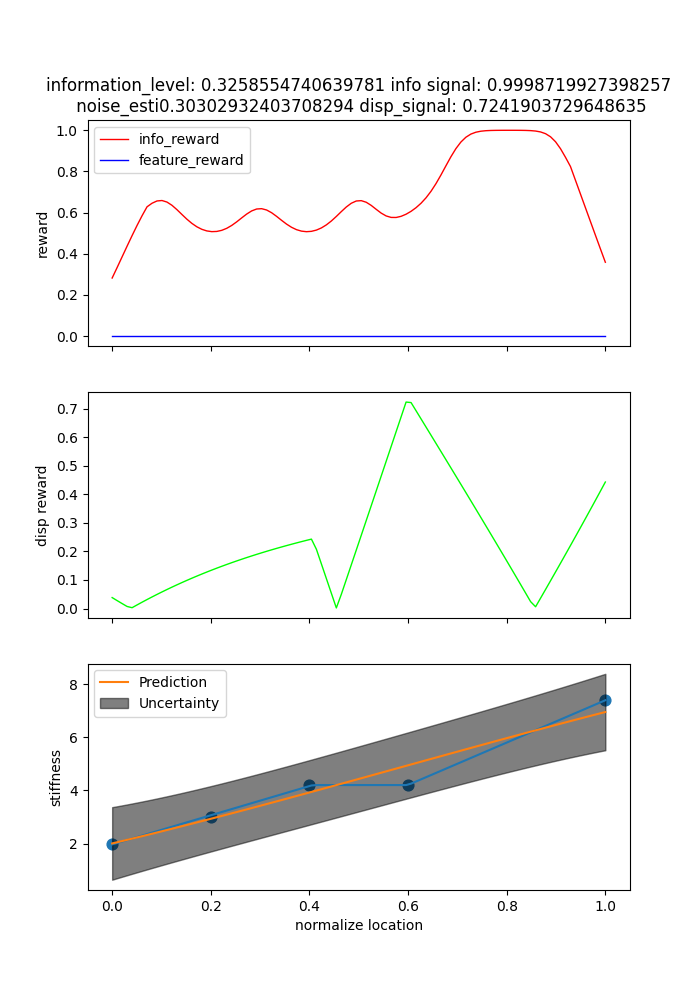 information_level: 0.3258554740639781 info signal: 0.9998719927398257
noise_esti0.30302932403708294 disp_signal: 0.7241903729648635
info_reward
feature_reward
reward
1.0
0.8
0.6
0.4
0.2
0.0
disp reward
0.7
0.6
0.5
0.4
0.3
0.2
0.1
0.0
Prediction
Uncertainty
stiffness
8
6
4
2
0.0 0.2 0.4 0.6 0.8 1.0
normalize location